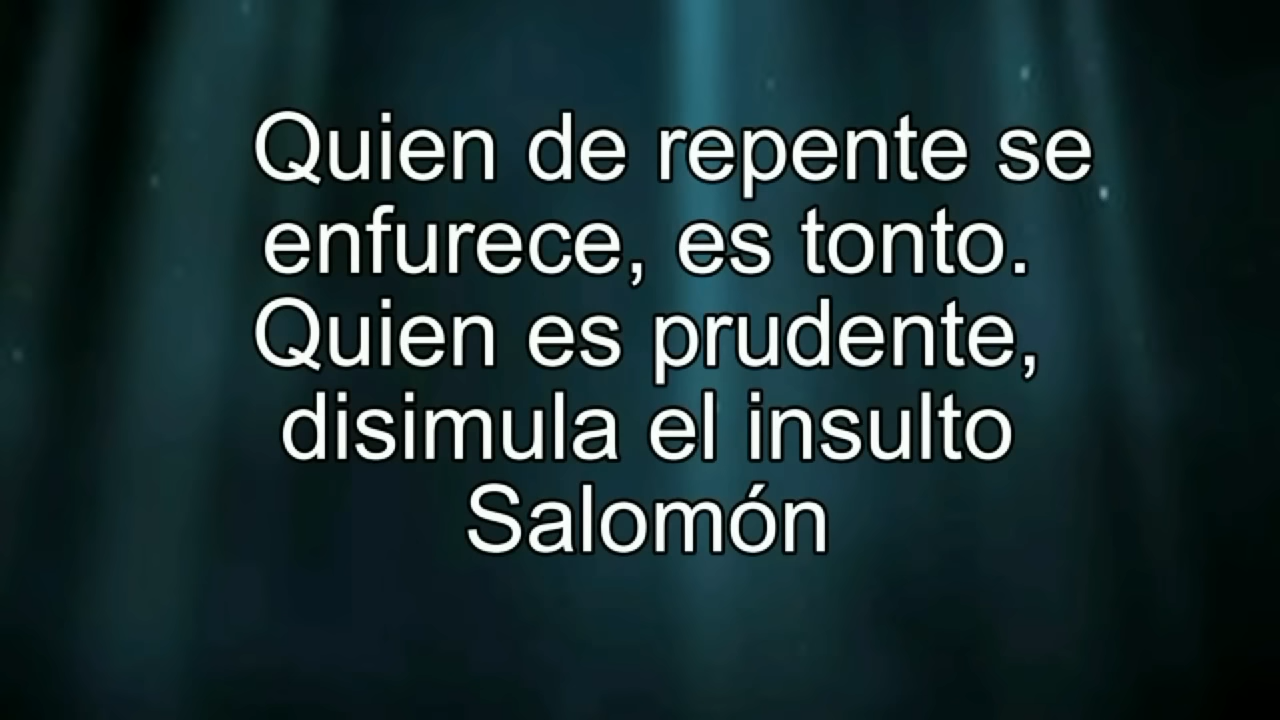 Quien de repente se
enfurece, es tonto.
Quien es prudente,
disimula el insulto
Salomón